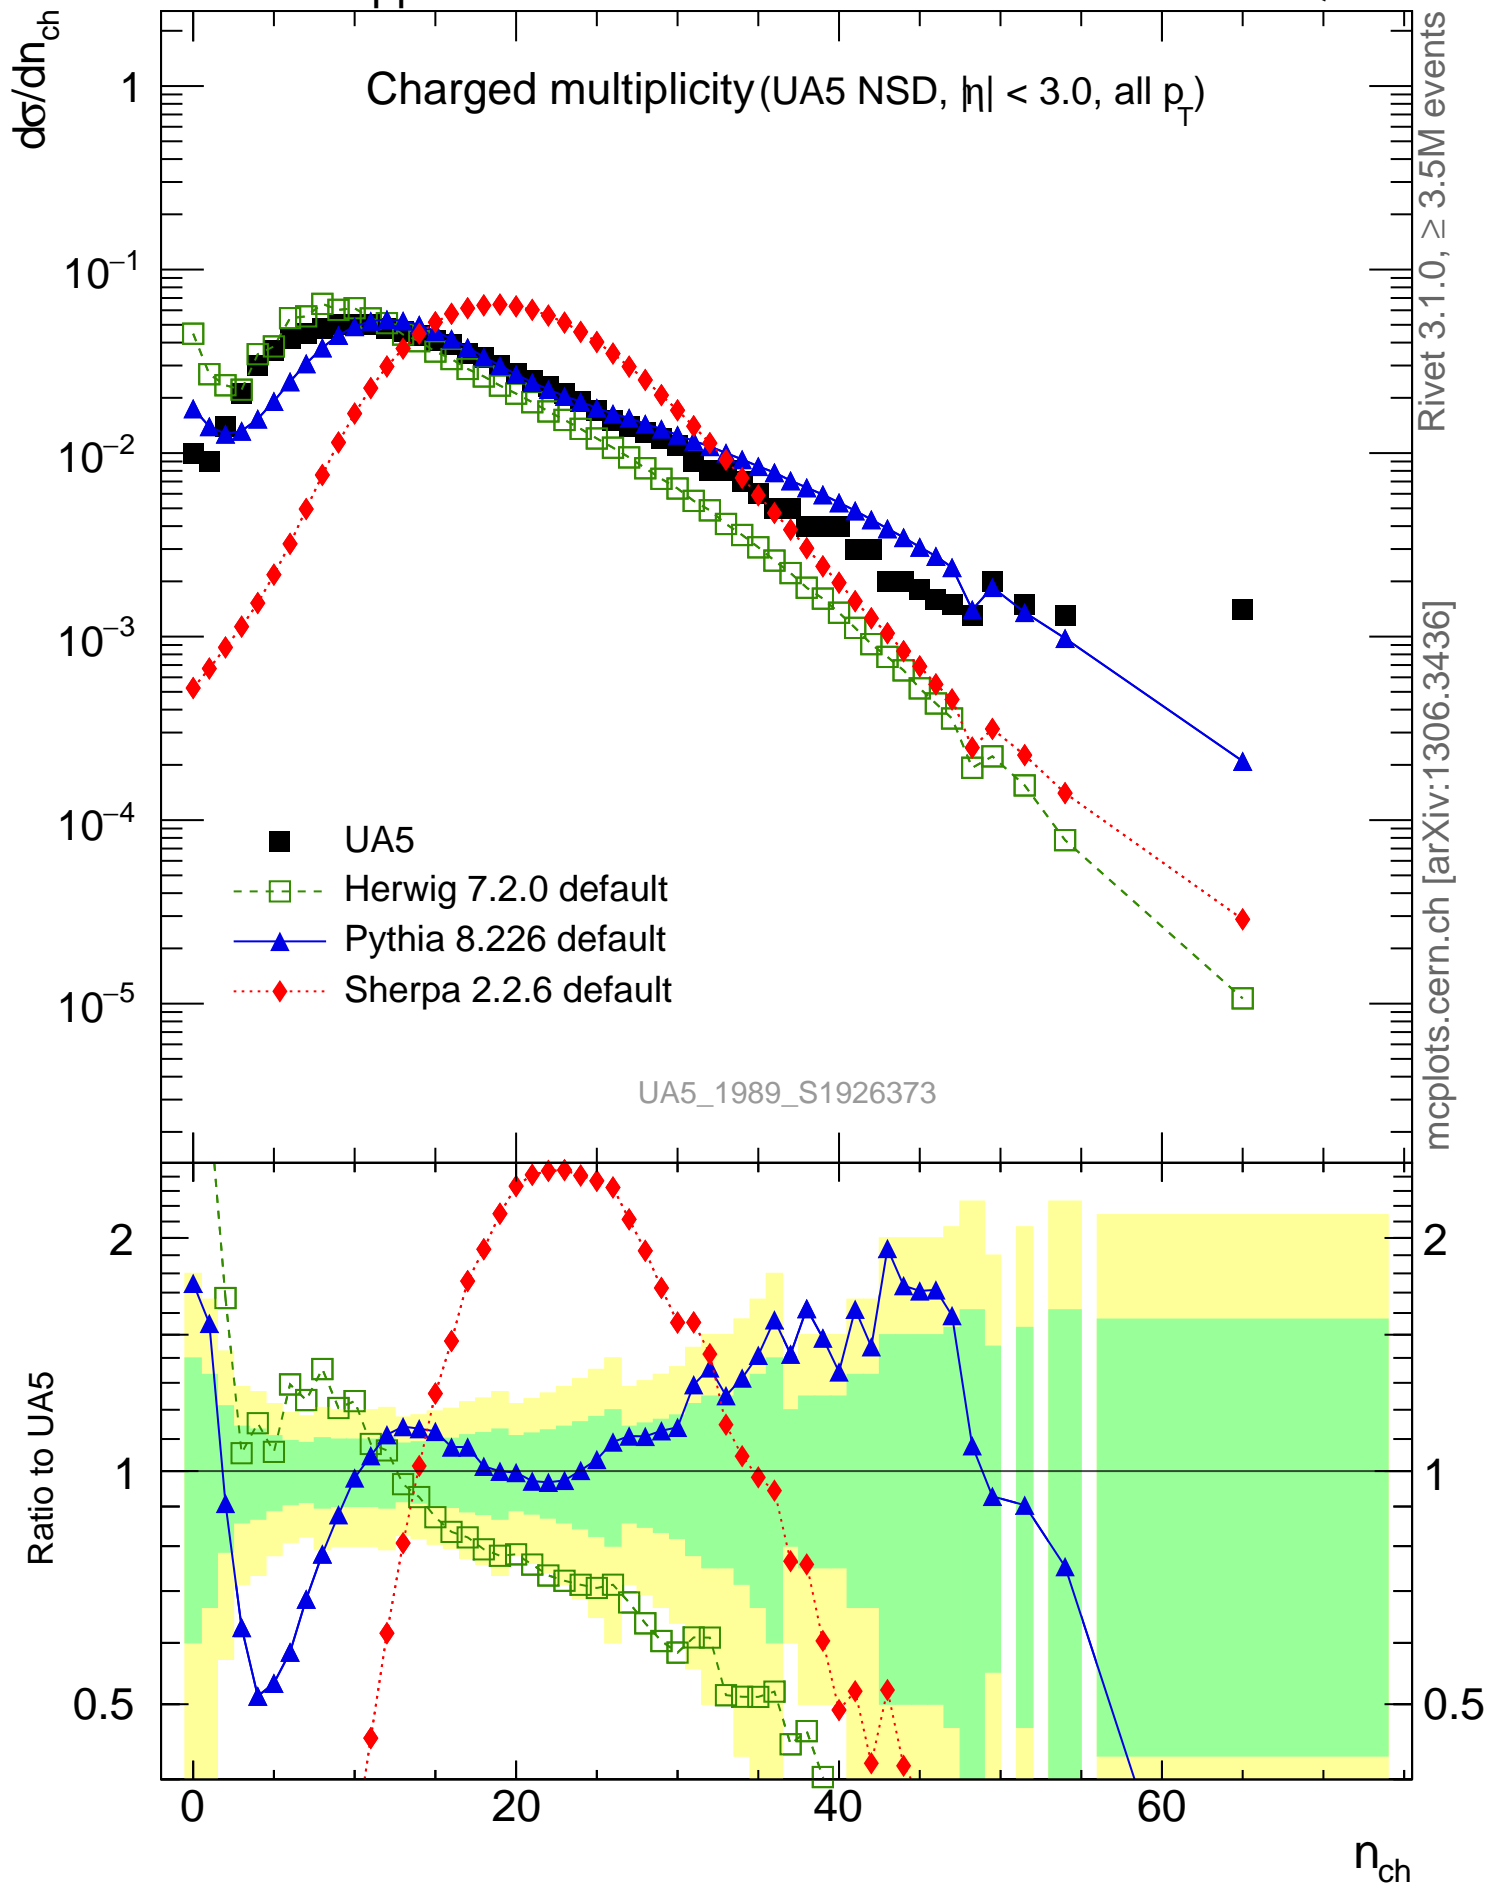 pp
dσ/dn_ch
Charged multiplicity (UA5 NSD, |η| < 3.0, all p_T)
1
10^−1
10^−2
10^−3
10^−4
10^−5
UA5
Herwig 7.2.0 default
Pythia 8.226 default
Sherpa 2.2.6 default
UA5_1989_S1926373
Rivet 3.1.0, ≥ 3.5M events
mcplots.cern.ch [arXiv:1306.3436]
Ratio to UA5
2
1
0.5
2
1
0.5
0 20 40 60
n_ch